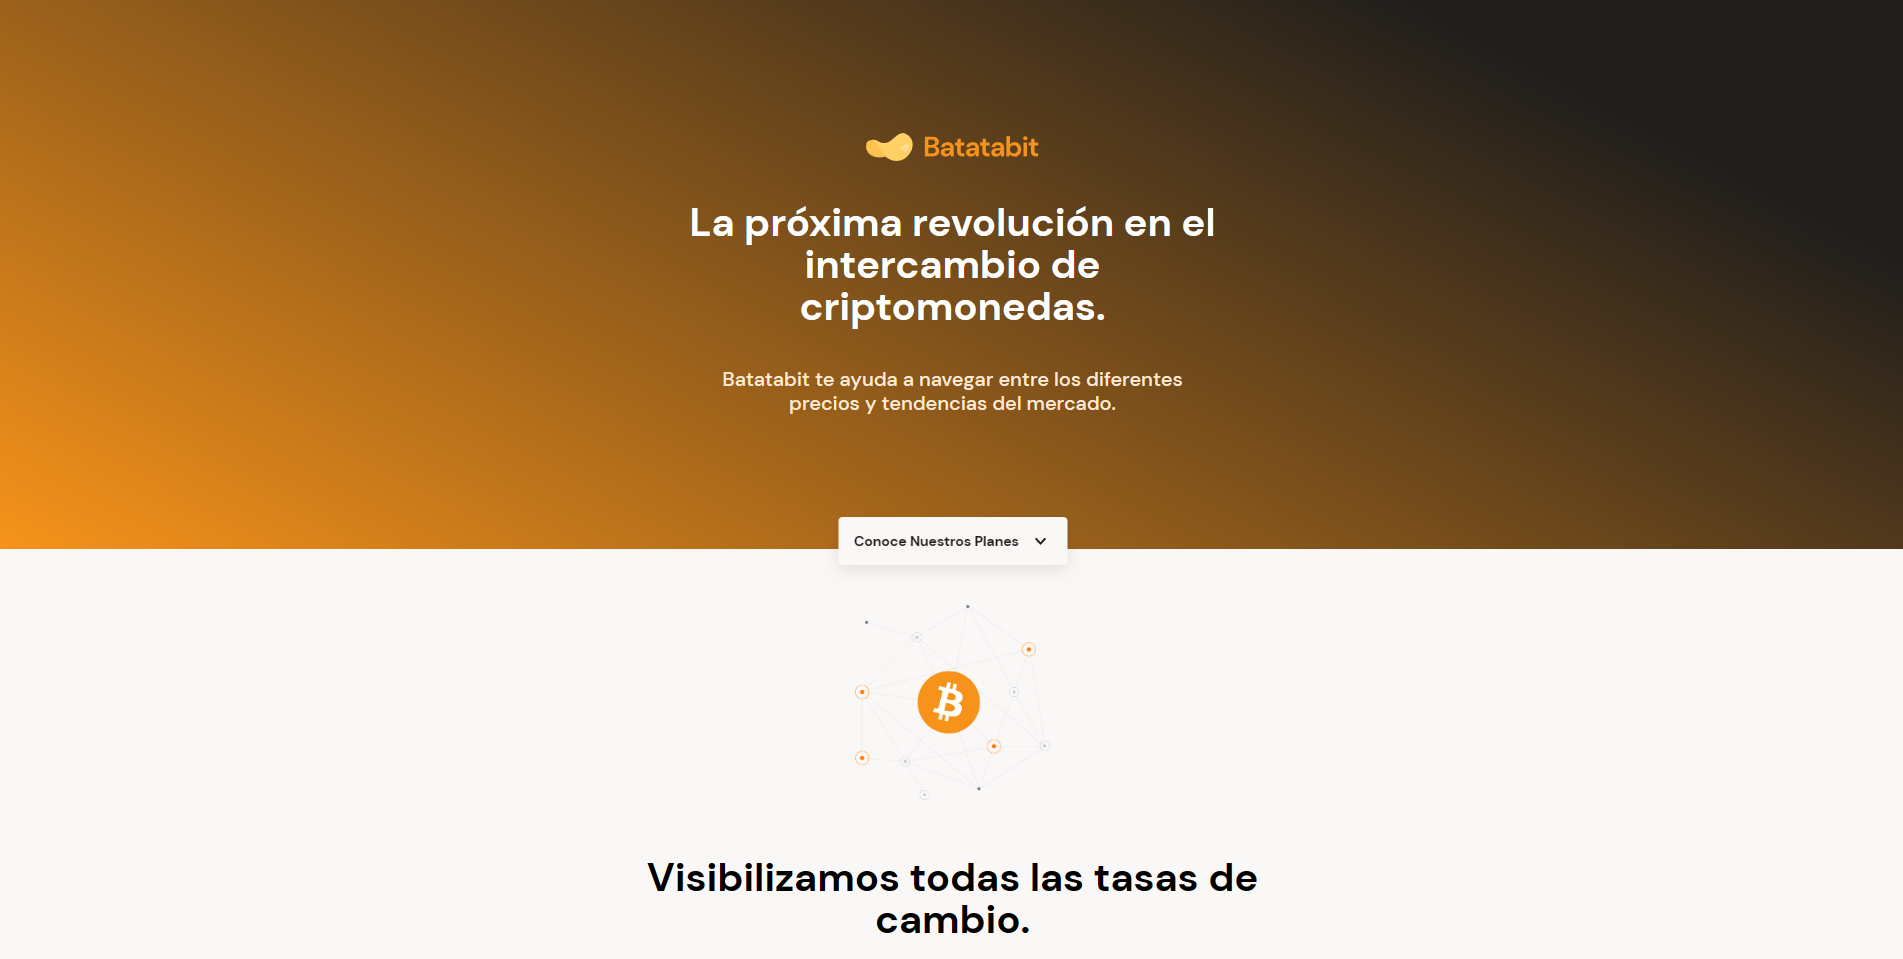 Batatabit
La próxima revolución en el
intercambio de
criptomonedas.
Batatabit te ayuda a navegar entre los diferentes
precios y tendencias del mercado.
Conoce Nuestros Planes
Visibilizamos todas las tasas de
cambio.